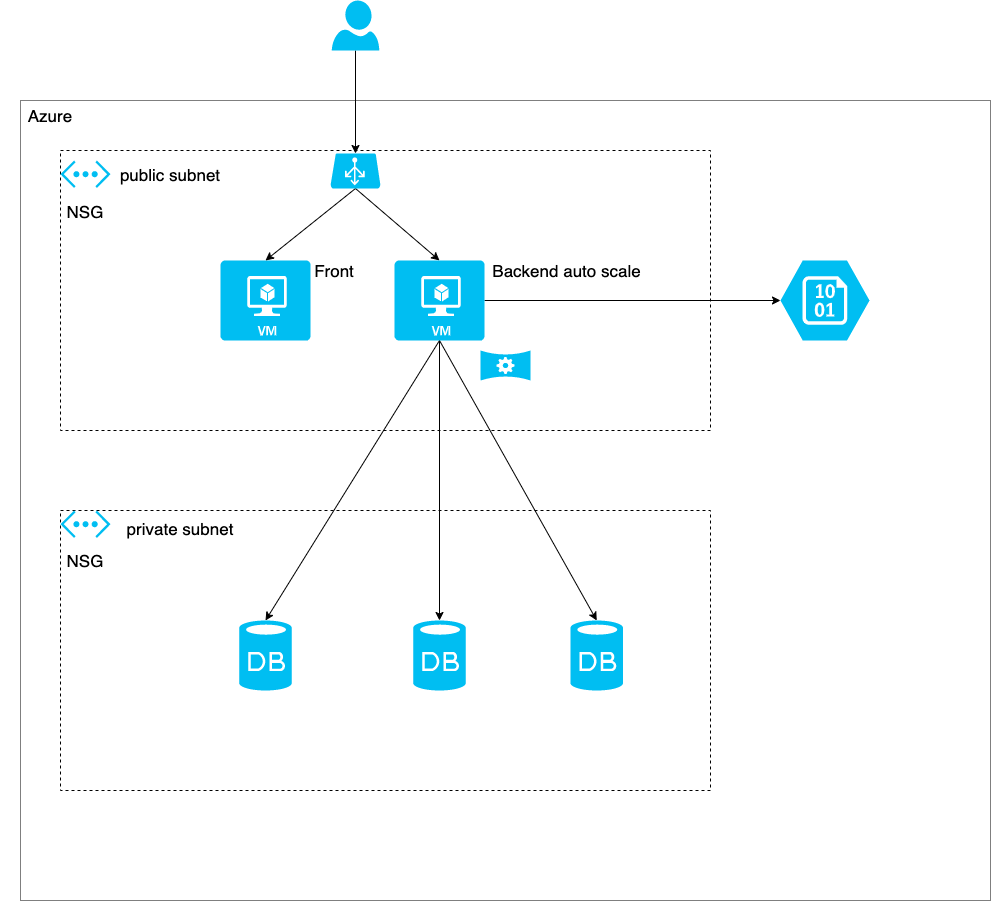 Azure
public subnet
NSG
Front
Backend auto scale
VM
VM
10
01
private subnet
NSG
DB
DB
DB